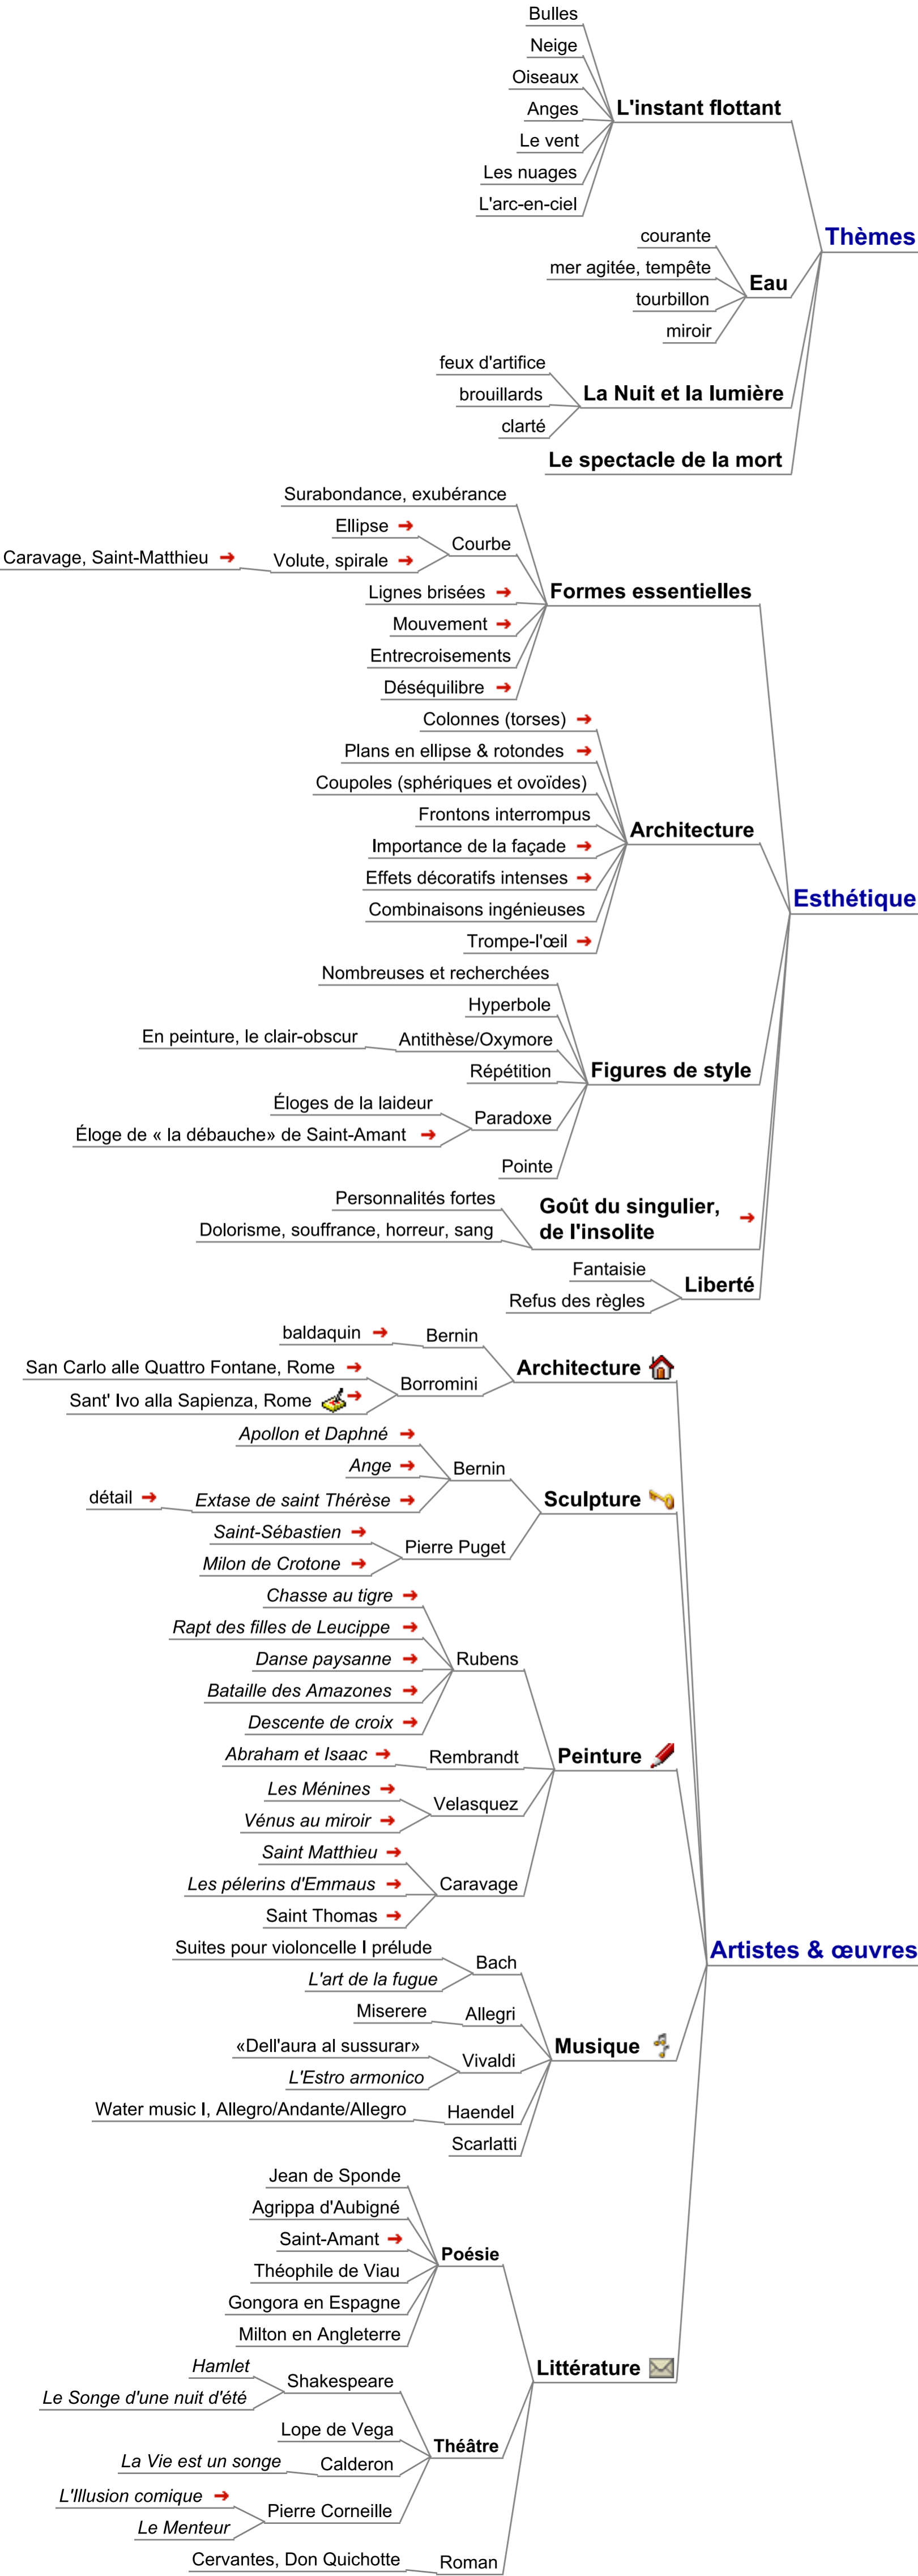 Bulles
Neige
Oiseaux
Anges
L'instant flottant
Le vent
Les nuages
L'arc-en-ciel
Thèmes
courante
mer agitée, tempête
Eau
tourbillon
miroir
feux d'artifice
brouillards
La Nuit et la lumière
clarté
Le spectacle de la mort
Surabondance, exubérance
Ellipse
Courbe
Caravage, Saint-Matthieu
Volute, spirale
Lignes brisées
Formes essentielles
Mouvement
Entrecroisements
Déséquilibre
Colonnes (torses)
Plans en ellipse & rotondes
Coupoles (sphériques et ovoïdes)
Frontons interrompus
Architecture
Importance de la façade
Effets décoratifs intenses
Combinaisons ingénieuses
Trompe-l'œil
Esthétique
Nombreuses et recherchées
Hyperbole
En peinture, le clair-obscur
Antithèse/Oxymore
Répétition
Figures de style
Éloges de la laideur
Paradoxe
Éloge de « la débauche» de Saint-Amant
Pointe
Personnalités fortes
Goût du singulier,
de l'insolite
Dolorisme, souffrance, horreur, sang
Fantaisie
Liberté
Refus des règles
baldaquin
Bernin
Architecture
San Carlo alle Quattro Fontane, Rome
Borromini
Sant' Ivo alla Sapienza, Rome
Apollon et Daphné
Ange
Bernin
détail
Extase de saint Thérèse
Sculpture
Saint-Sébastien
Pierre Puget
Milon de Crotone
Chasse au tigre
Rapt des filles de Leucippe
Danse paysanne
Rubens
Bataille des Amazones
Descente de croix
Abraham et Isaac
Rembrandt
Peinture
Les Ménines
Velasquez
Vénus au miroir
Saint Matthieu
Les pélerins d'Emmaus
Caravage
Saint Thomas
Artistes & œuvres
Suites pour violoncelle I prélude
Bach
L'art de la fugue
Miserere
Allegri
Musique
«Dell'aura al sussurar»
Vivaldi
L'Estro armonico
Water music I, Allegro/Andante/Allegro
Haendel
Scarlatti
Jean de Sponde
Agrippa d'Aubigné
Saint-Amant
Poésie
Théophile de Viau
Gongora en Espagne
Milton en Angleterre
Littérature
Hamlet
Shakespeare
Le Songe d'une nuit d'été
Lope de Vega
Théâtre
La Vie est un songe
Calderon
L'Illusion comique
Pierre Corneille
Le Menteur
Cervantes, Don Quichotte
Roman